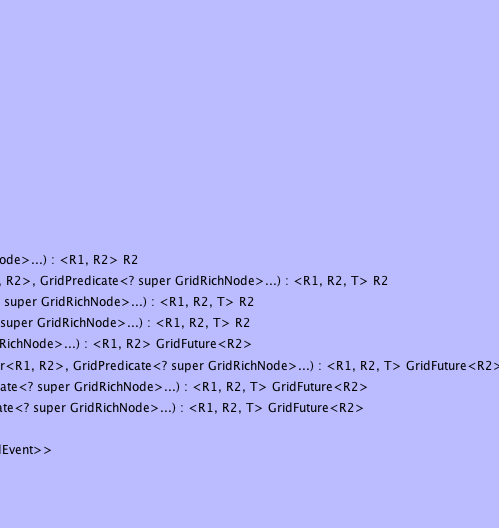 ode>...) : <R1, R2> R2
, R2>, GridPredicate<? super GridRichNode>...) : <R1, R2, T> R2
super GridRichNode>...) : <R1, R2, T> R2
super GridRichNode>...) : <R1, R2, T> R2
RichNode>...) : <R1, R2> GridFuture<R2>
r<R1, R2>, GridPredicate<? super GridRichNode>...) : <R1, R2, T> GridFuture<R2>
ate<? super GridRichNode>...) : <R1, R2, T> GridFuture<R2>
ate<? super GridRichNode>...) : <R1, R2, T> GridFuture<R2>
dEvent>>